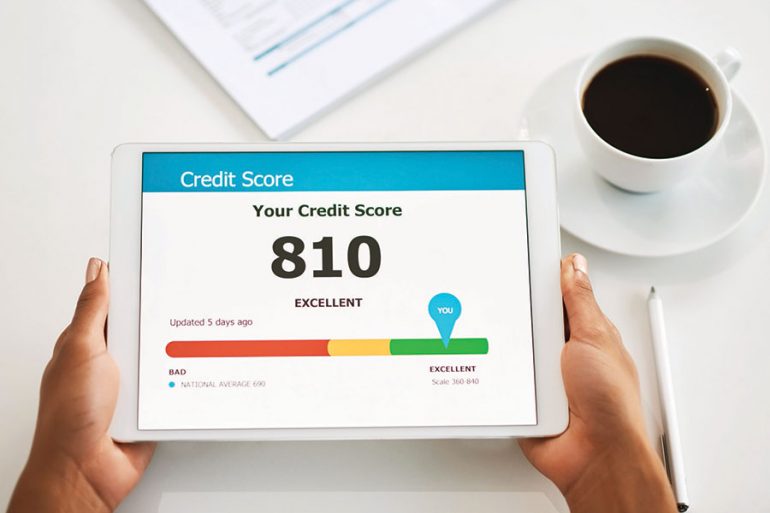 Credit Score
Your Credit Score
810
EXCELLENT
YOU
Updated 5 days ago
BAD
EXCELLENT
NATIONAL AVERAGE 690
Scale 360-840